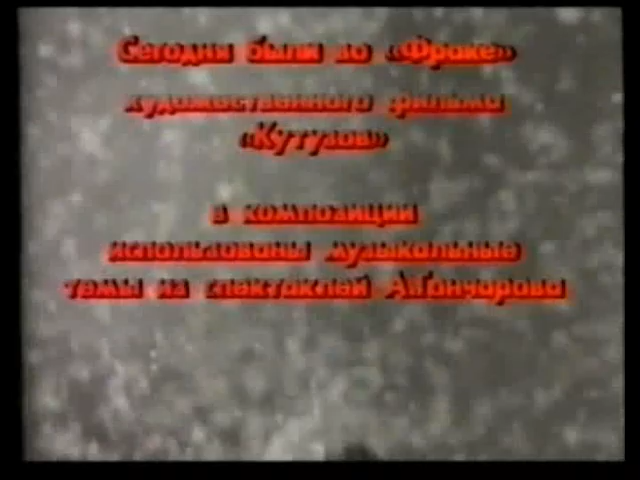 Сегодня были во «Фраке»
художественного фильма
«Кутузов»
в композиции
использованы музыкальные
темы из спектаклей А.Гончарова